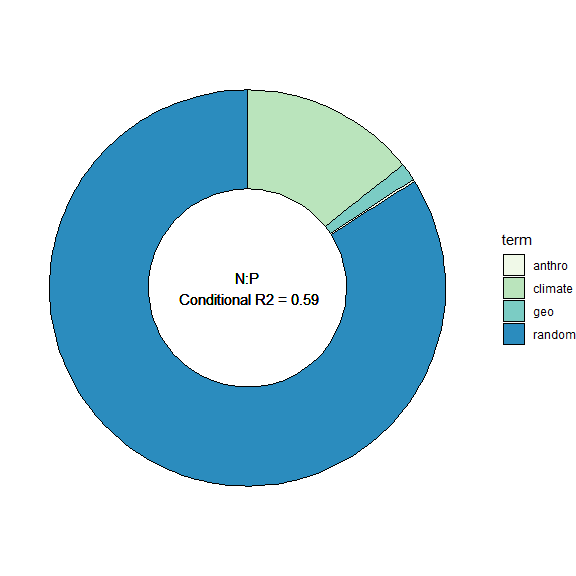 N:P
Conditional R2 = 0.59
term
anthro
climate
geo
random